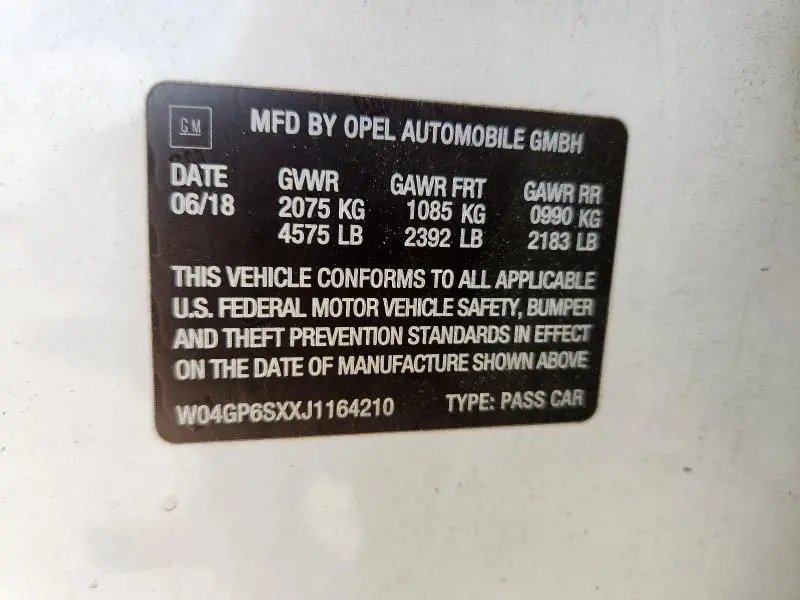 GM MFD BY OPEL AUTOMOBILE GMBH
DATE GVWR GAWR FRT GAWR RR
06/18 2075 KG 1085 KG 0990 KG
4575 LB 2392 LB 2183 LB
THIS VEHICLE CONFORMS TO ALL APPLICABLE
U.S. FEDERAL MOTOR VEHICLE SAFETY, BUMPER
AND THEFT PREVENTION STANDARDS IN EFFECT
ON THE DATE OF MANUFACTURE SHOWN ABOVE
W04GP6SXXJ1164210 TYPE: PASS CAR